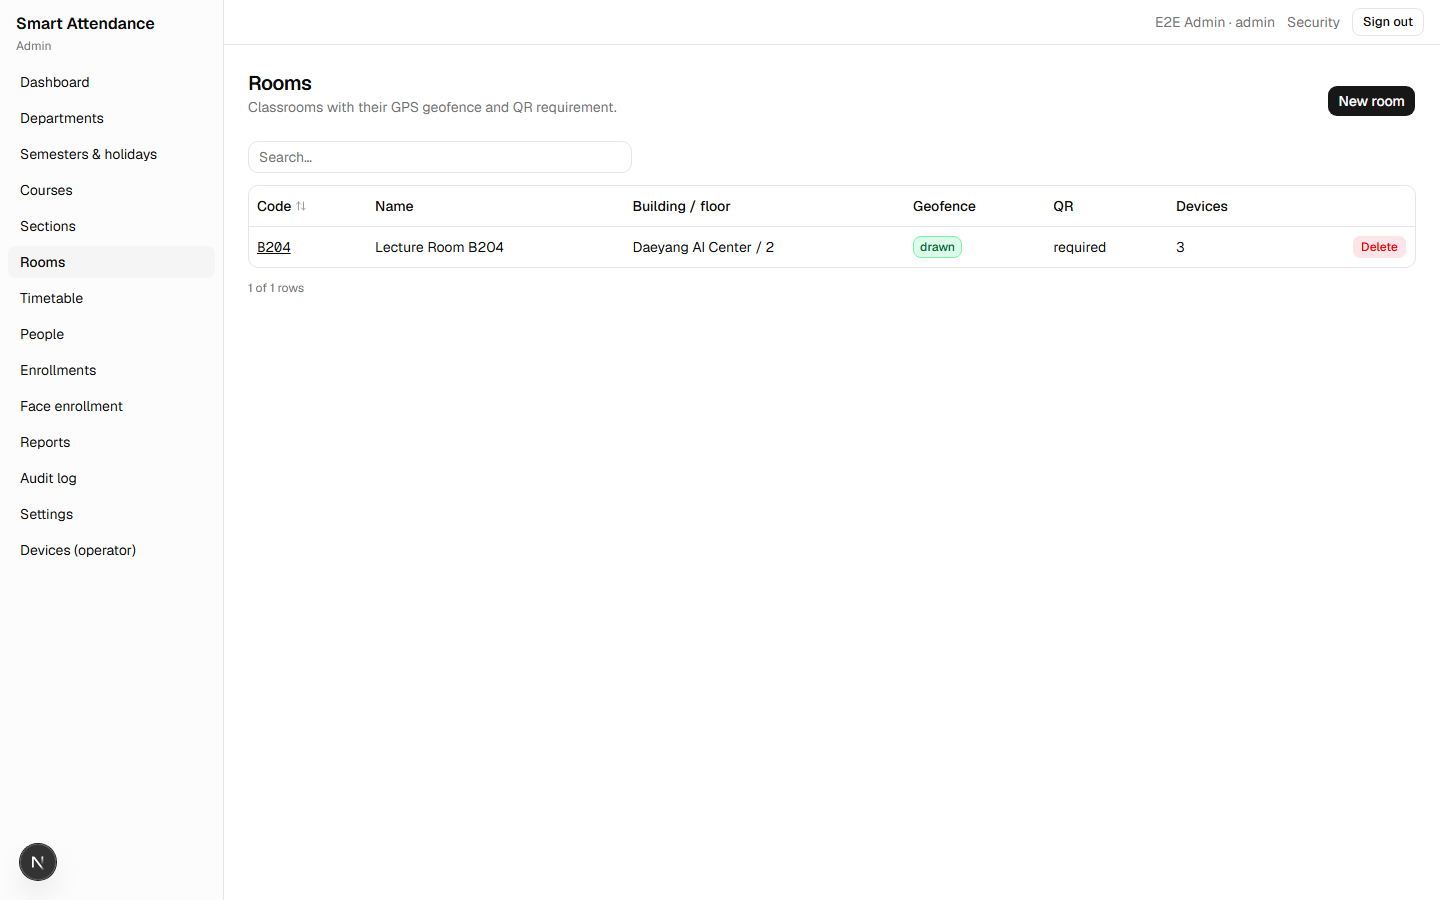 Smart Attendance
Admin
Dashboard
Departments
Semesters & holidays
Courses
Sections
Rooms
Timetable
People
Enrollments
Face enrollment
Reports
Audit log
Settings
Devices (operator)
N
E2E Admin · admin Security Sign out
Rooms
Classrooms with their GPS geofence and QR requirement.
New room
Search...
Code Name Building / floor Geofence QR Devices
B204 Lecture Room B204 Daeyang AI Center / 2 drawn required 3 Delete
1 of 1 rows